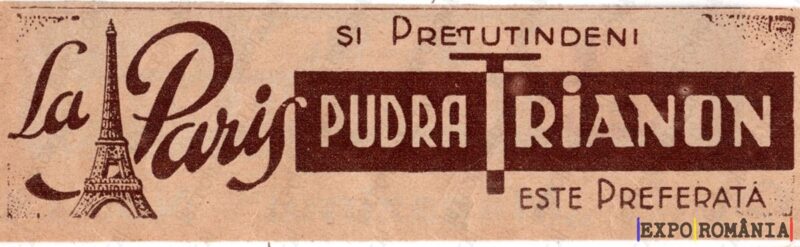 ȘI PRETUTINDENI
La Paris PUDRA TRIANON
ESTE PREFERATĂ
EXPO ROMÂNIA